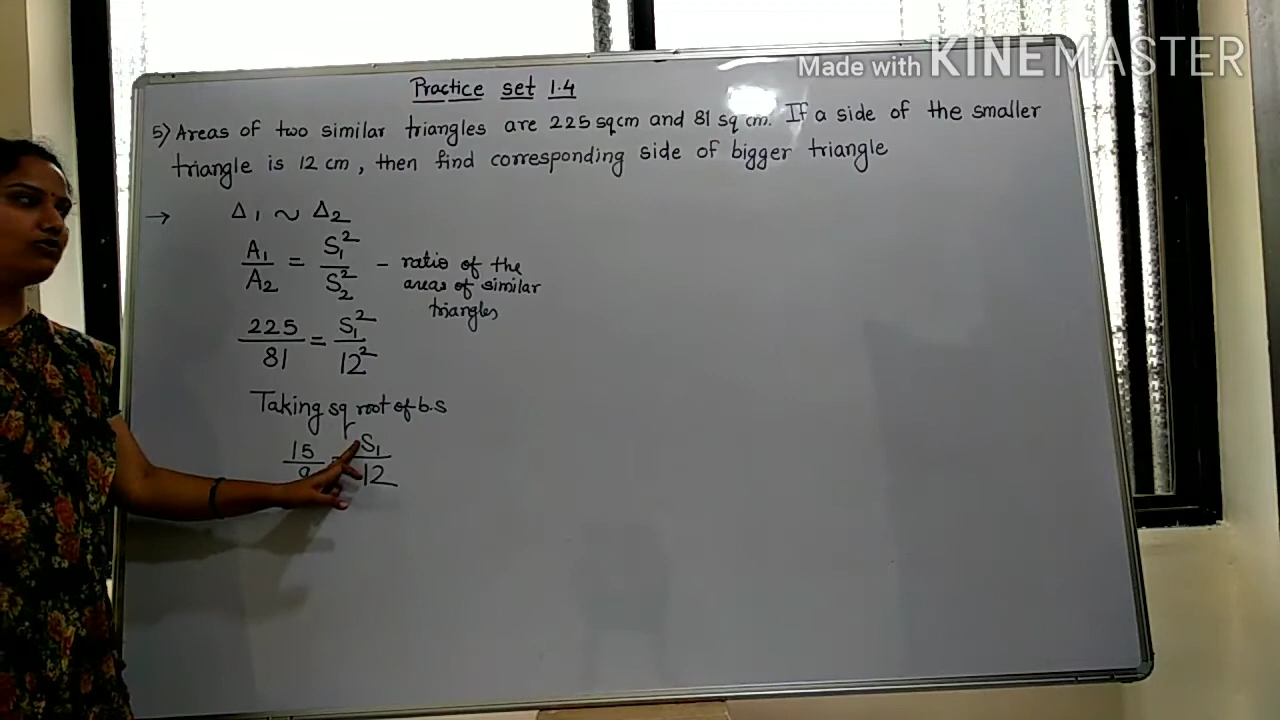 Made with KINEMASTER
Practice set 1.4
5) Areas of two similar triangles are 225 sqcm and 81 sq cm. If a side of the smaller
triangle is 12 cm, then find corresponding side of bigger triangle
→ Δ1 ~ Δ2
A1/A2 = S1²/S2² - ratio of the
areas of similar
triangles
225/81 = S1²/12²
Taking sq root of b.s
15/9 = S1/12